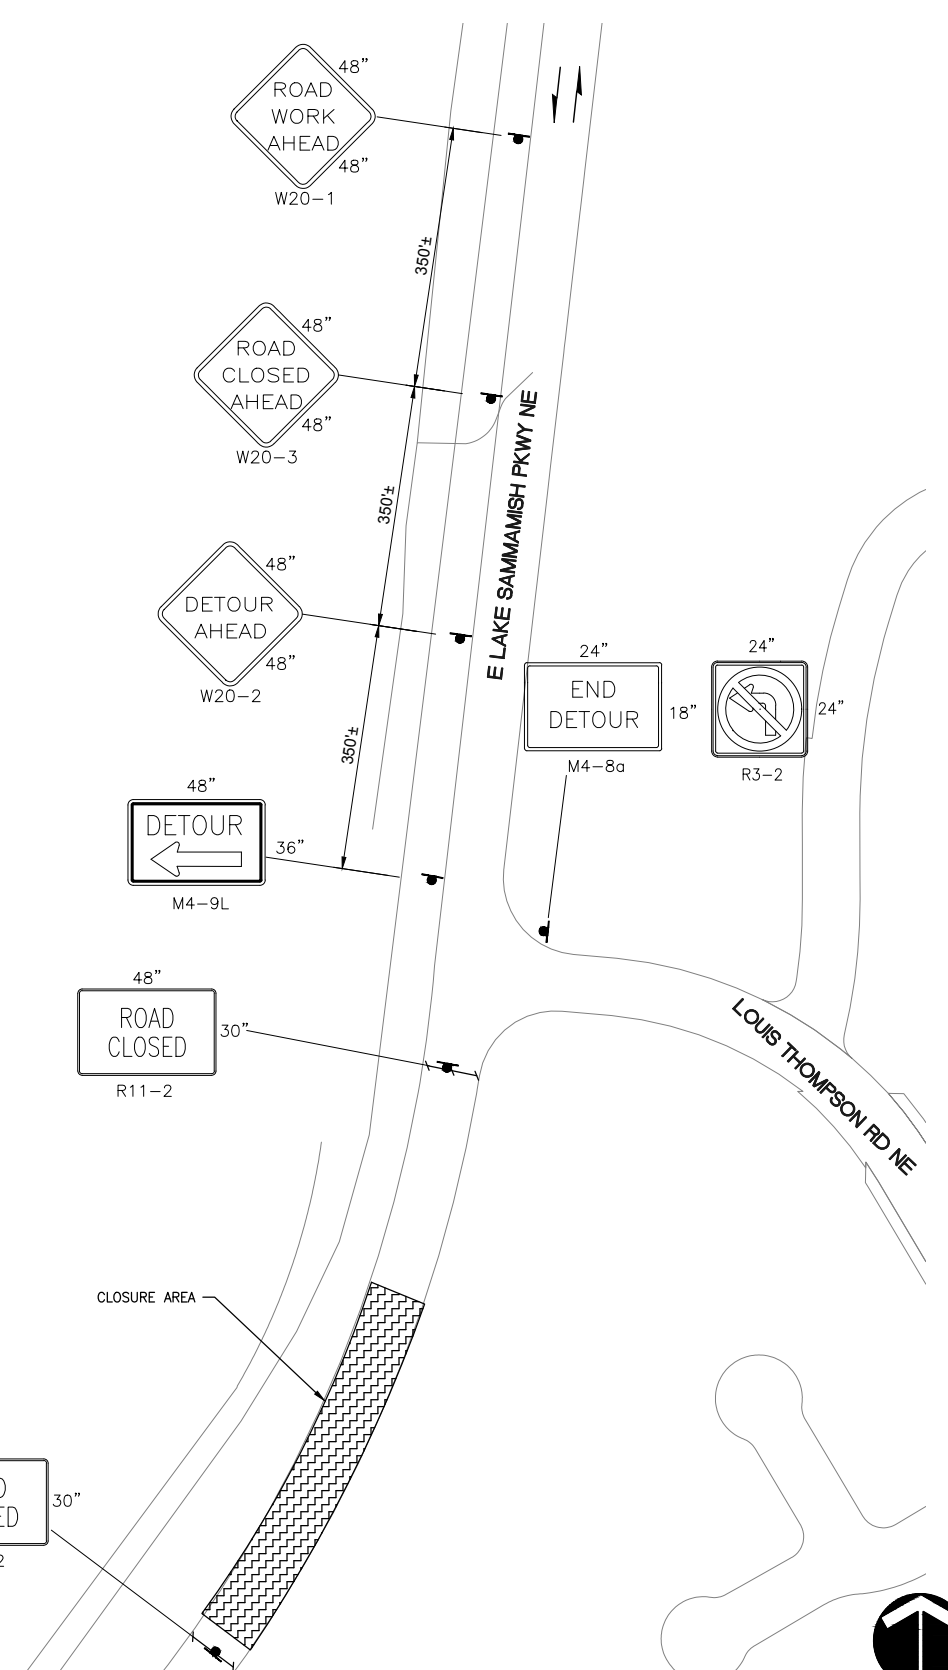 ROAD
WORK
AHEAD
48"
48"
W20-1
350'±
ROAD
CLOSED
AHEAD
48"
48"
W20-3
350'±
E LAKE SAMMAMISH PKWY NE
DETOUR
AHEAD
48"
48"
W20-2
350'±
24"
END
DETOUR
18"
M4-8a
24"
24"
R3-2
48"
DETOUR
36"
M4-9L
48"
ROAD
CLOSED
30"
R11-2
LOUIS THOMPSON RD NE
CLOSURE AREA
D
ED
30"
2